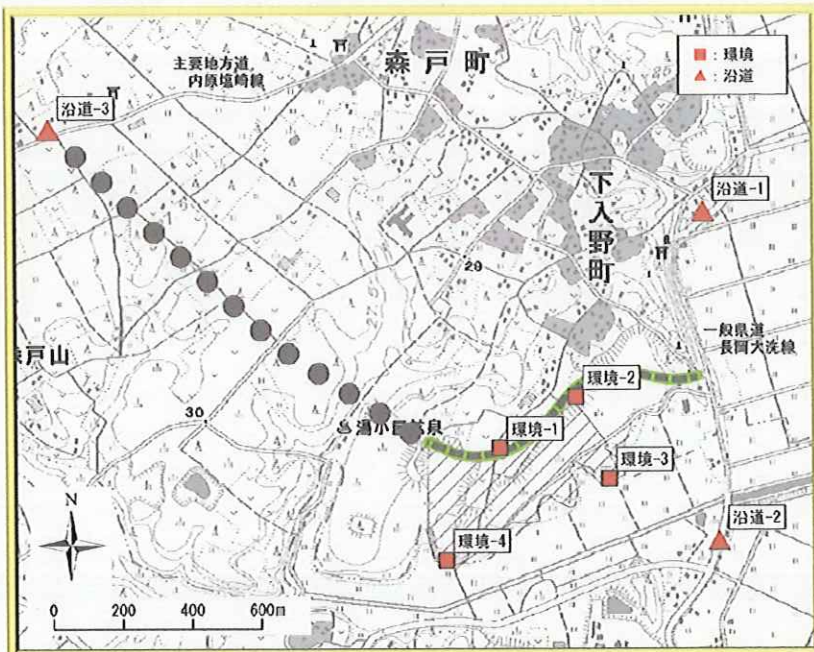 主要地方道
内原塩崎線
森戸町
■：環境
▲：沿道
沿道-3
沿道-1
下入野町
20
27.5
一般県道
長岡大洗線
戸山
環境-2
30
環境-1
環境-3
沿道-2
環境-4
N
0 200 400 600m